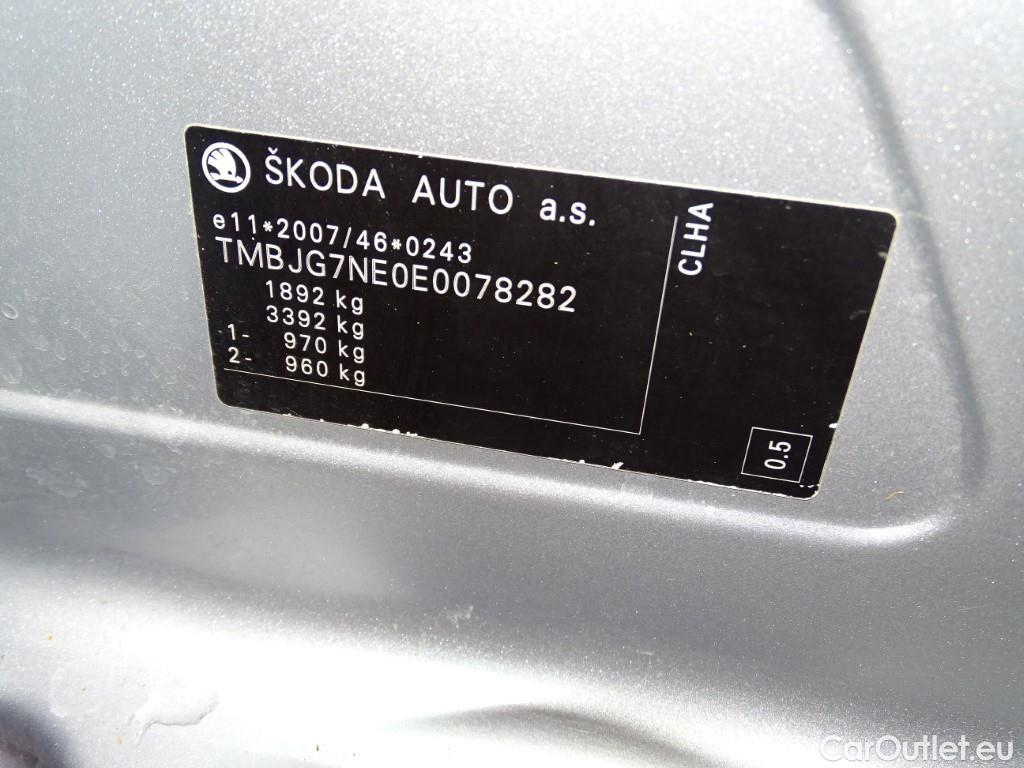 ŠKODA AUTO a.s.
e11*2007/46*0243
TMBJG7NE0E0078282
1892 kg
3392 kg
1- 970 kg
2- 960 kg
CLHA
0.5
CarOutlet.eu